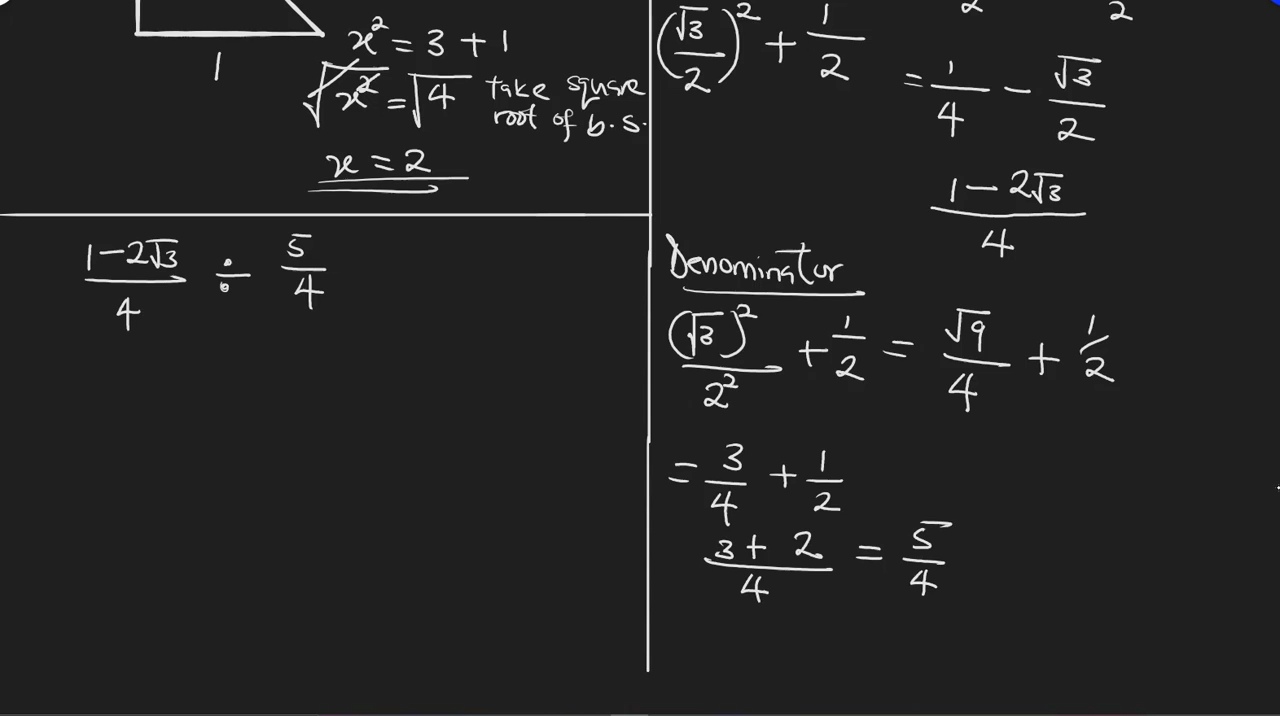 1
x² = 3 + 1
√x² = √4 take square
root of b.s.
x = 2
(1-2√3)/4 ÷ 5/4
2 2
(√3/2)² + 1/2
= 1/4 - √3/2
(1-2√3)/4
Denominator
(√3)²/2² + 1/2 = √9/4 + 1/2
= 3/4 + 1/2
(3+2)/4 = 5/4